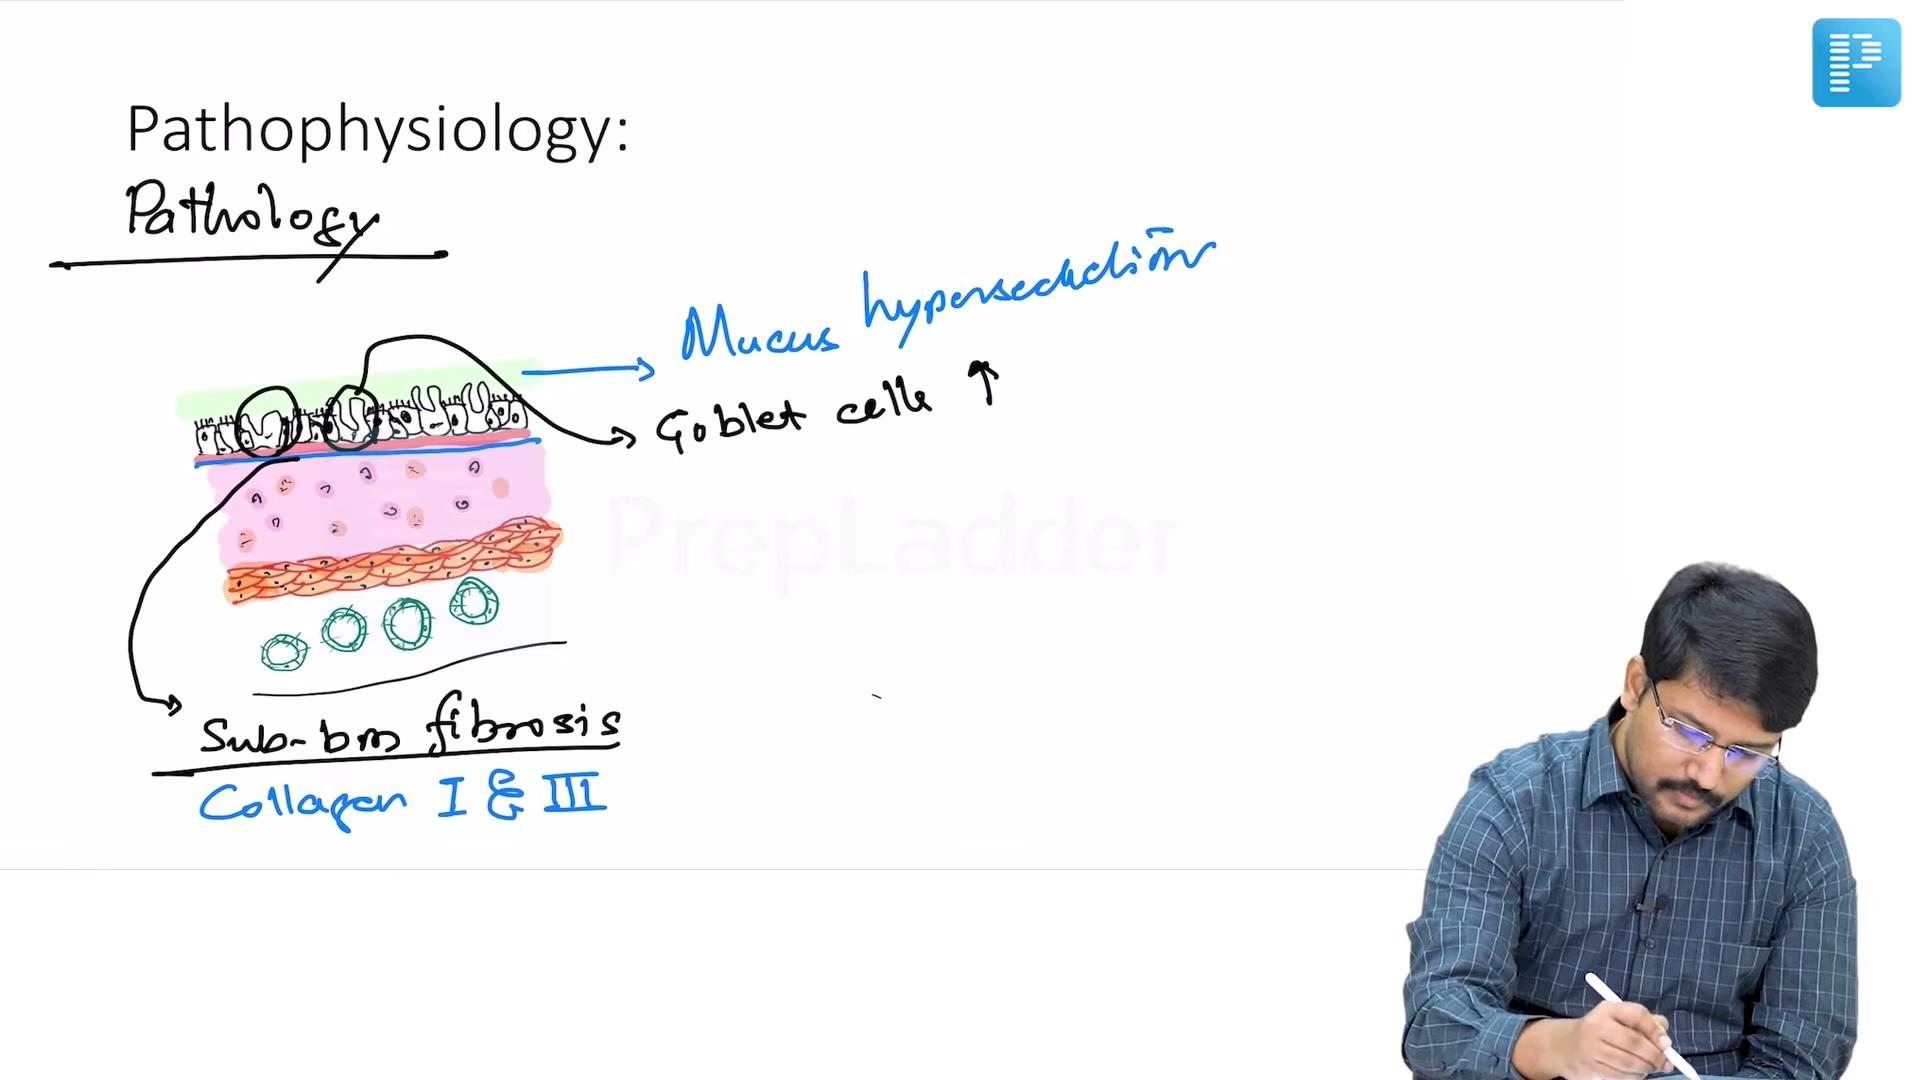 Pathophysiology:
Pathology
Mucus hypersecretion
Goblet cells ↑
PrepLadder
Sub-bm fibrosis
Collagen I & III